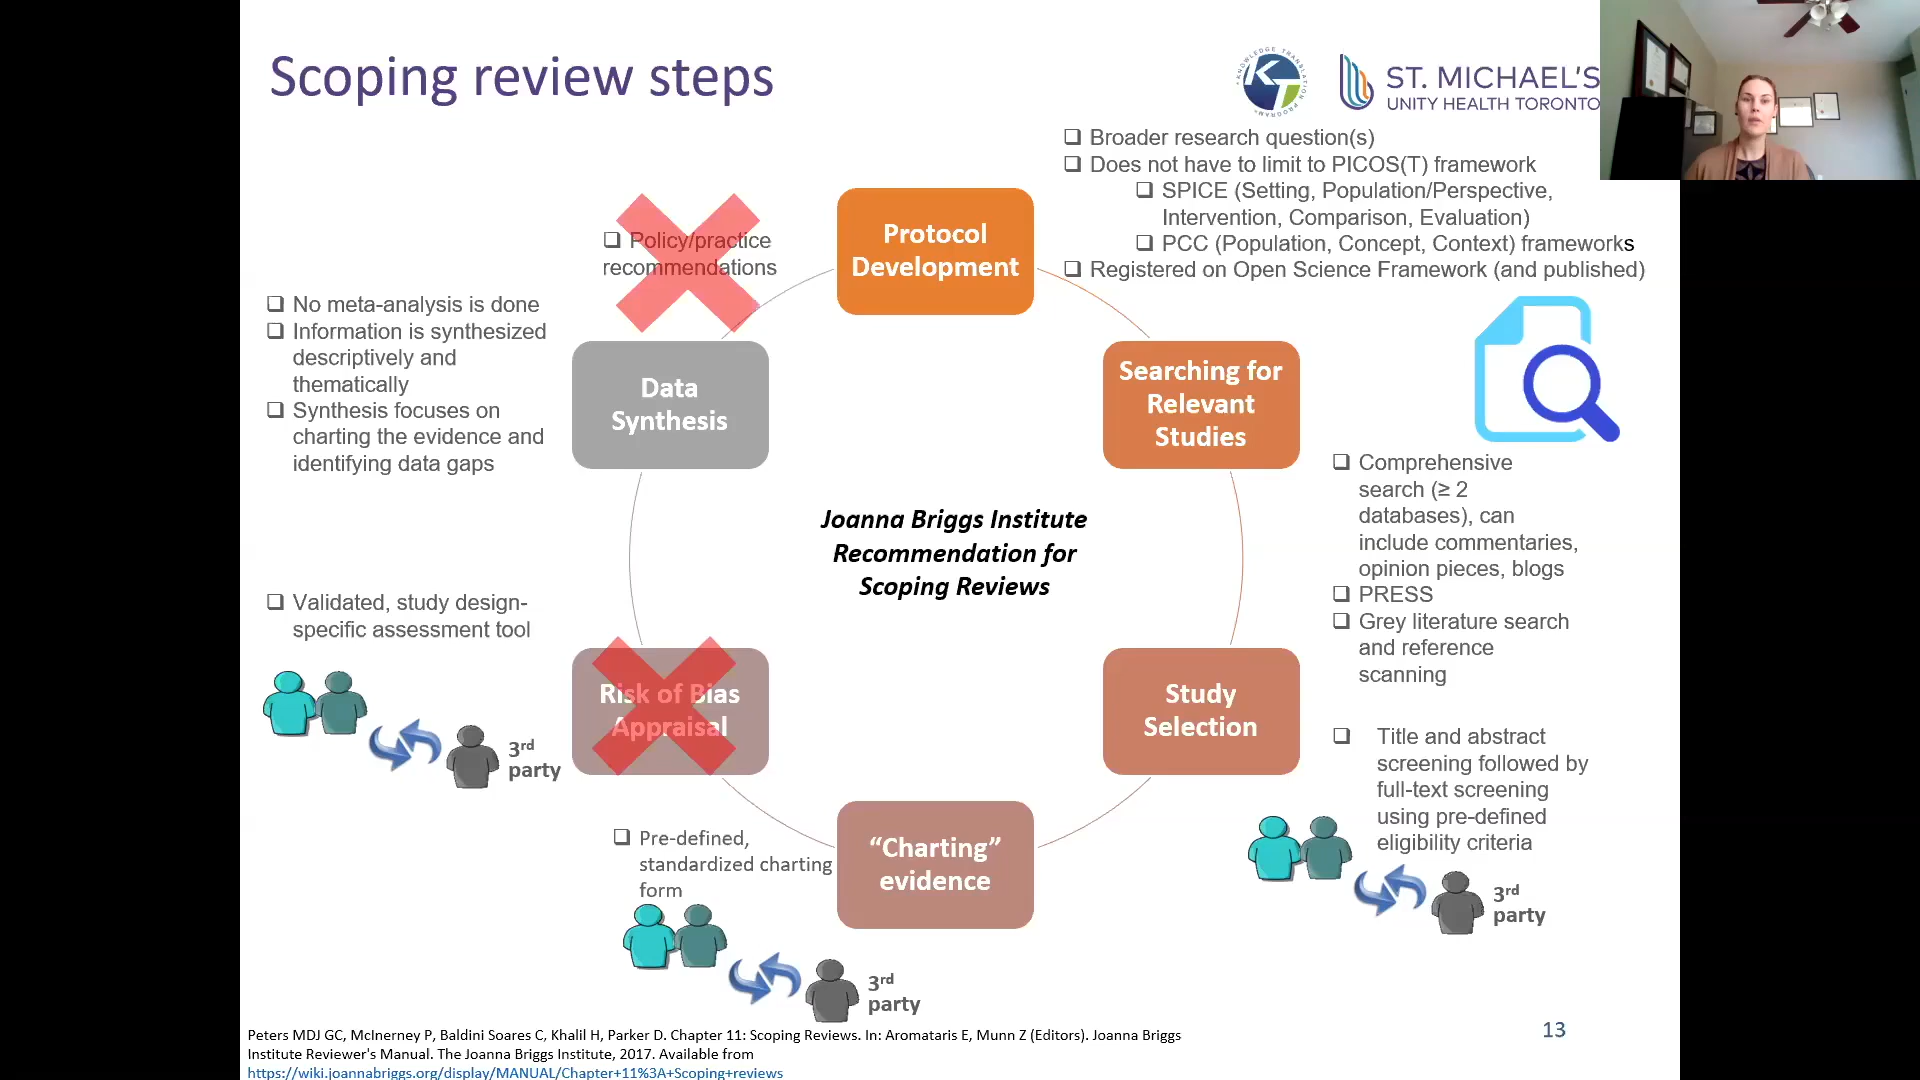 Scoping review steps
KNOWLEDGE TRANSLATION PROGRAM
KT
ST. MICHAEL'S
UNITY HEALTH TORONTO
❑ Broader research question(s)
❑ Does not have to limit to PICOS(T) framework
❑ SPICE (Setting, Population/Perspective,
Intervention, Comparison, Evaluation)
❑ PCC (Population, Concept, Context) frameworks
❑ Registered on Open Science Framework (and published)
Protocol
Development
❑ Policy/practice
recommendations
❑ No meta-analysis is done
❑ Information is synthesized
descriptively and
thematically
❑ Synthesis focuses on
charting the evidence and
identifying data gaps
Data
Synthesis
Searching for
Relevant
Studies
❑ Comprehensive
search (≥ 2
databases), can
include commentaries,
opinion pieces, blogs
❑ PRESS
❑ Grey literature search
and reference
scanning
Joanna Briggs Institute
Recommendation for
Scoping Reviews
❑ Validated, study design-
specific assessment tool
3rd
party
Risk of Bias
Appraisal
Study
Selection
❑ Title and abstract
screening followed by
full-text screening
using pre-defined
eligibility criteria
3rd
party
❑ Pre-defined,
standardized charting
form
“Charting”
evidence
3rd
party
Peters MDJ GC, McInerney P, Baldini Soares C, Khalil H, Parker D. Chapter 11: Scoping Reviews. In: Aromataris E, Munn Z (Editors). Joanna Briggs
Institute Reviewer's Manual. The Joanna Briggs Institute, 2017. Available from
https://wiki.joannabriggs.org/display/MANUAL/Chapter+11%3A+Scoping+reviews
13